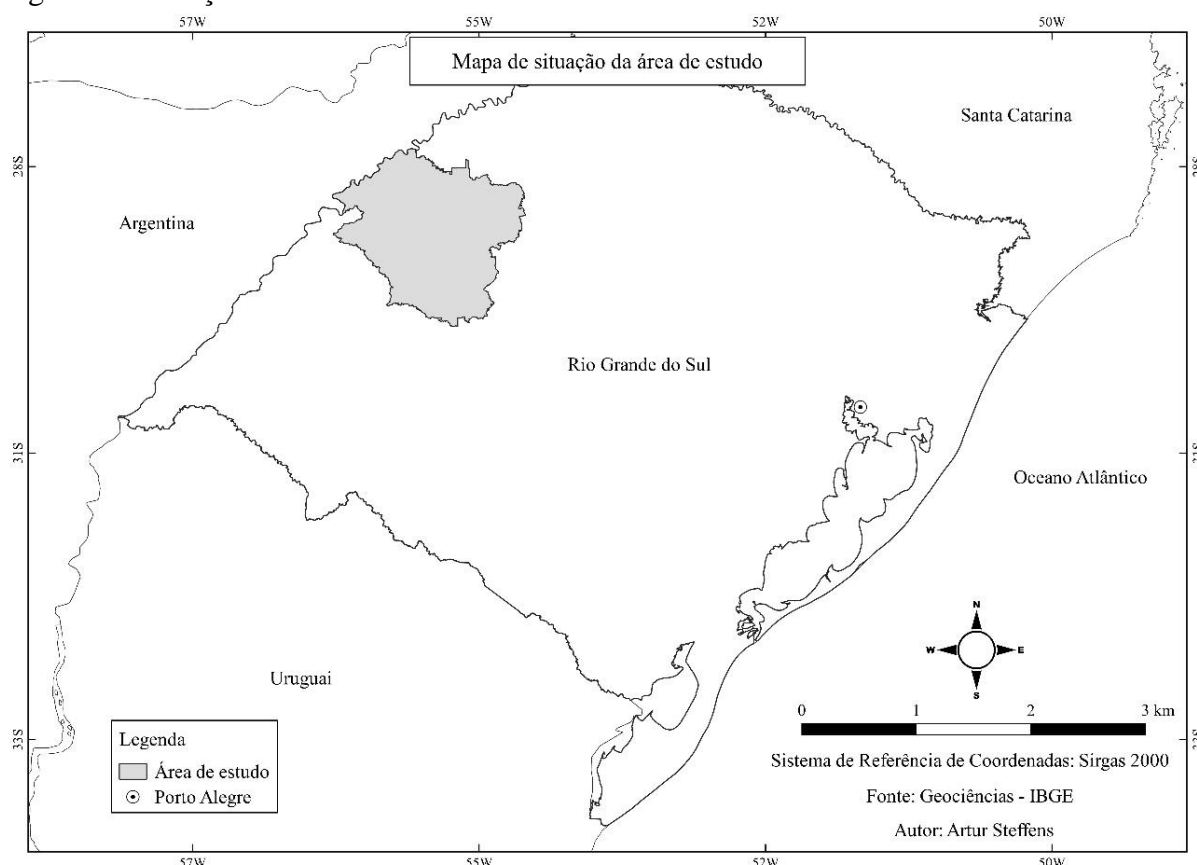 57W 55W 52W 50W
Mapa de situação da área de estudo
Santa Catarina
28S 28S
Argentina
Rio Grande do Sul
31S
Oceano Atlântico
N
W E
S
Uruguai
0 1 2 3 km
33S
Legenda
Área de estudo
Porto Alegre
Sistema de Referência de Coordenadas: Sirgas 2000
Fonte: Geociências - IBGE
Autor: Artur Steffens
57W 55W 52W 50W